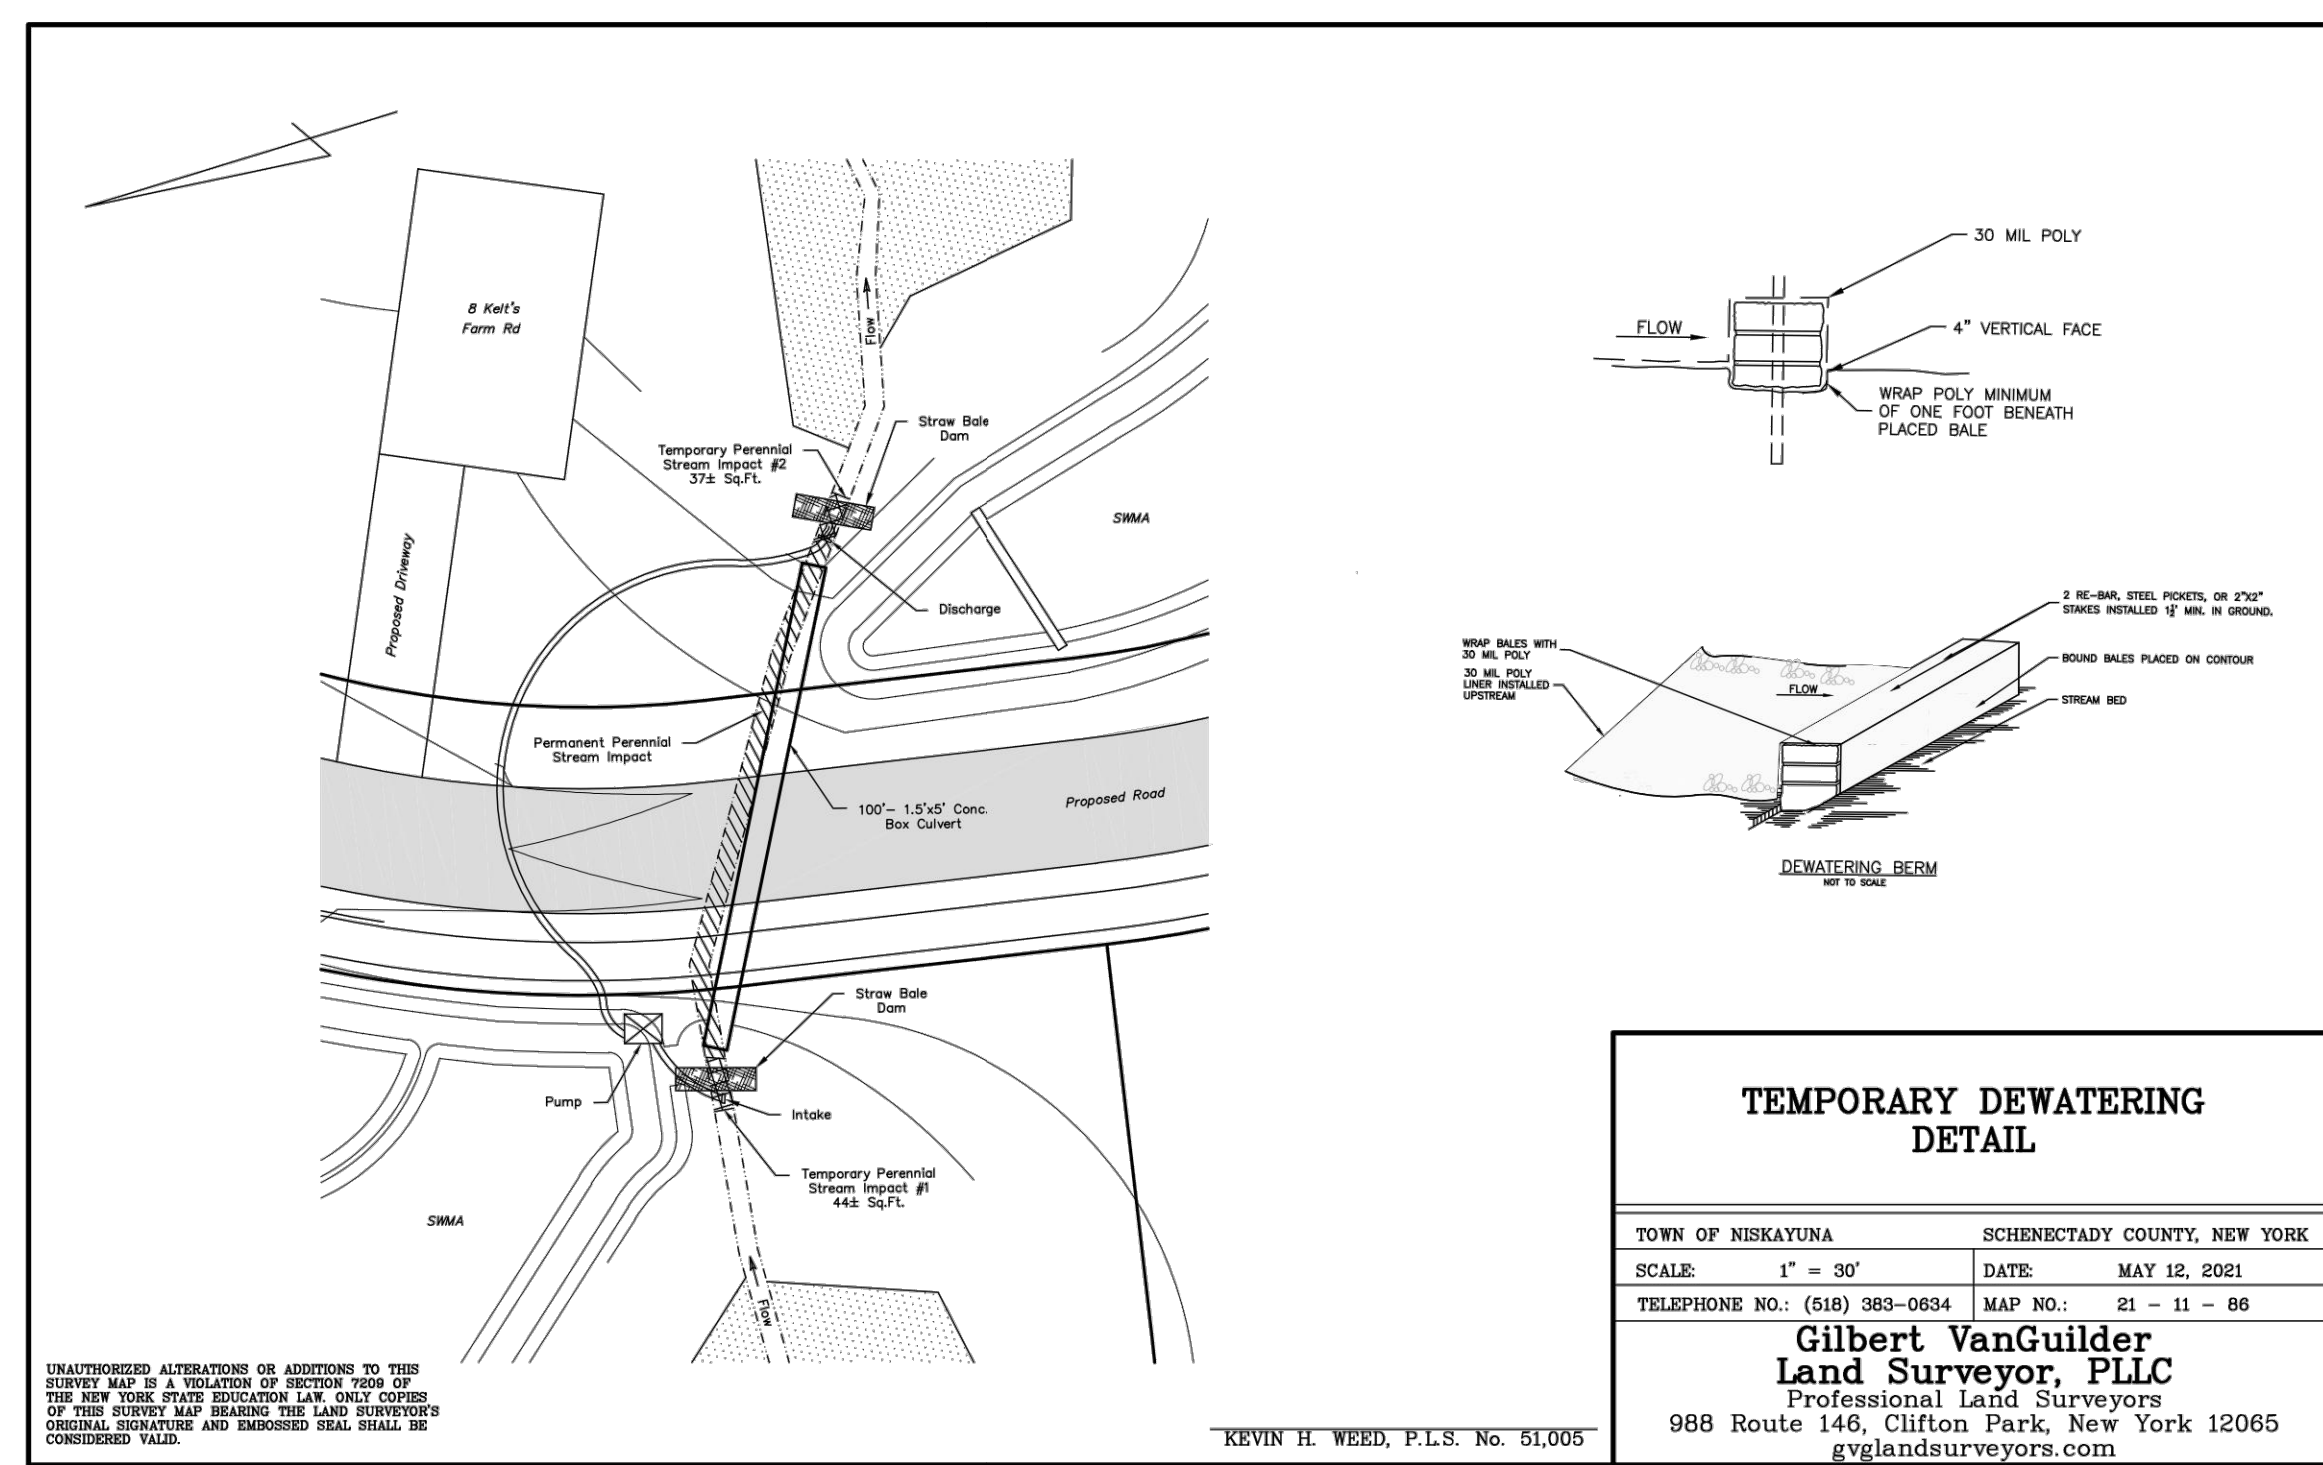 8 Kelt's
Farm Rd
Proposed Driveway
Flow
Straw Bale
Dam
Temporary Perennial
Stream Impact #2
37± Sq.Ft.
SWMA
Discharge
Permanent Perennial
Stream Impact
100'- 1.5'x5' Conc.
Box Culvert
Proposed Road
Straw Bale
Dam
Pump
Intake
Temporary Perennial
Stream Impact #1
44± Sq.Ft.
SWMA
Flow
30 MIL POLY
FLOW
4" VERTICAL FACE
WRAP POLY MINIMUM
OF ONE FOOT BENEATH
PLACED BALE
2 RE-BAR, STEEL PICKETS, OR 2"X2"
STAKES INSTALLED 1½' MIN. IN GROUND.
WRAP BALES WITH
30 MIL POLY
30 MIL POLY
LINER INSTALLED
UPSTREAM
FLOW
BOUND BALES PLACED ON CONTOUR
STREAM BED
DEWATERING BERM
NOT TO SCALE
UNAUTHORIZED ALTERATIONS OR ADDITIONS TO THIS
SURVEY MAP IS A VIOLATION OF SECTION 7209 OF
THE NEW YORK STATE EDUCATION LAW. ONLY COPIES
OF THIS SURVEY MAP BEARING THE LAND SURVEYOR'S
ORIGINAL SIGNATURE AND EMBOSSED SEAL SHALL BE
CONSIDERED VALID.
KEVIN H. WEED, P.L.S. No. 51,005
TEMPORARY DEWATERING
DETAIL
TOWN OF NISKAYUNA SCHENECTADY COUNTY, NEW YORK
SCALE: 1" = 30' DATE: MAY 12, 2021
TELEPHONE NO.: (518) 383-0634 MAP NO.: 21 - 11 - 86
Gilbert VanGuilder
Land Surveyor, PLLC
Professional Land Surveyors
988 Route 146, Clifton Park, New York 12065
gvglandsurveyors.com